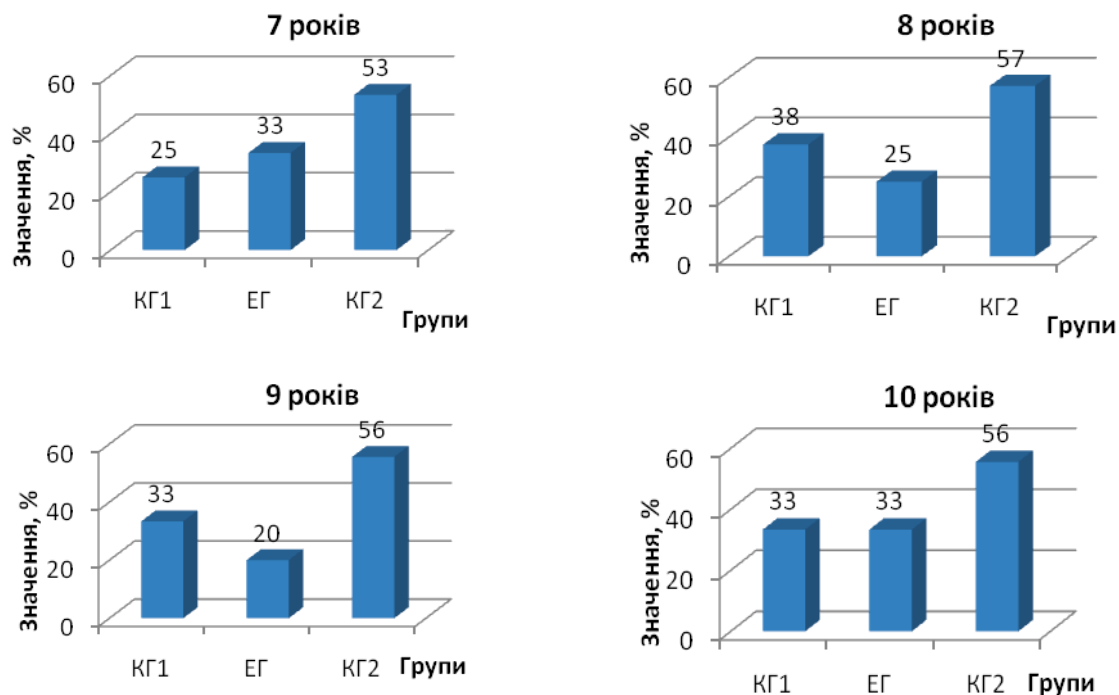 7 років
Значення, %
60
40
20
0
25
33
53
КГ1 ЕГ КГ2
Групи
8 років
Значення, %
60
40
20
0
38
25
57
КГ1 ЕГ КГ2
Групи
9 років
Значення, %
60
40
20
0
33
20
56
КГ1 ЕГ КГ2
Групи
10 років
Значення, %
60
40
20
0
33
33
56
КГ1 ЕГ КГ2
Групи